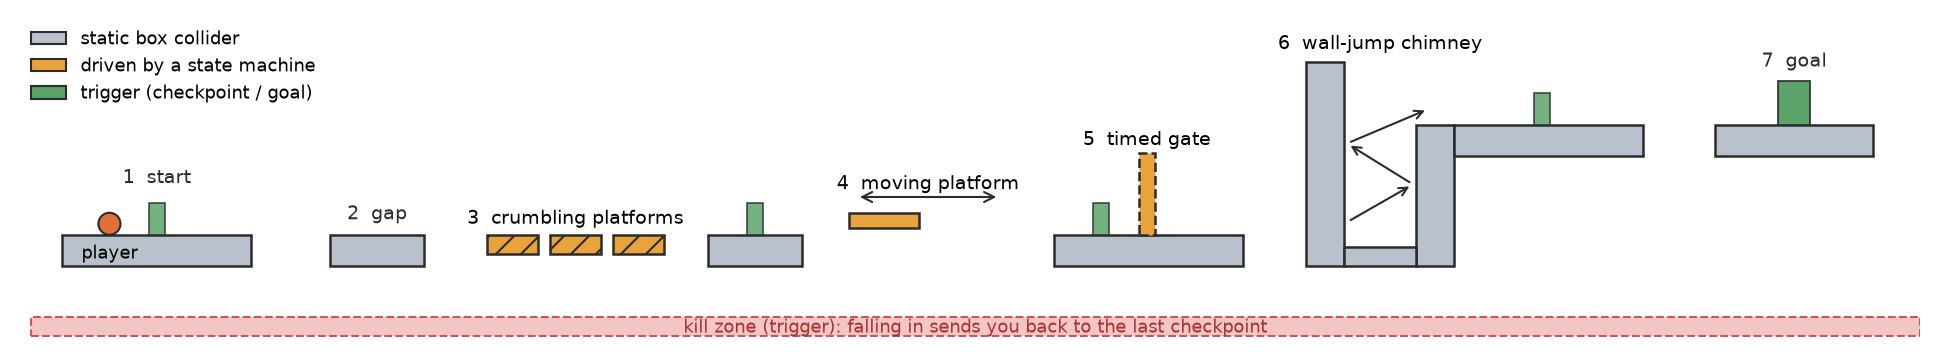 static box collider
driven by a state machine
trigger (checkpoint / goal)
1 start
player
2 gap
3 crumbling platforms
4 moving platform
5 timed gate
6 wall-jump chimney
7 goal
kill zone (trigger): falling in sends you back to the last checkpoint